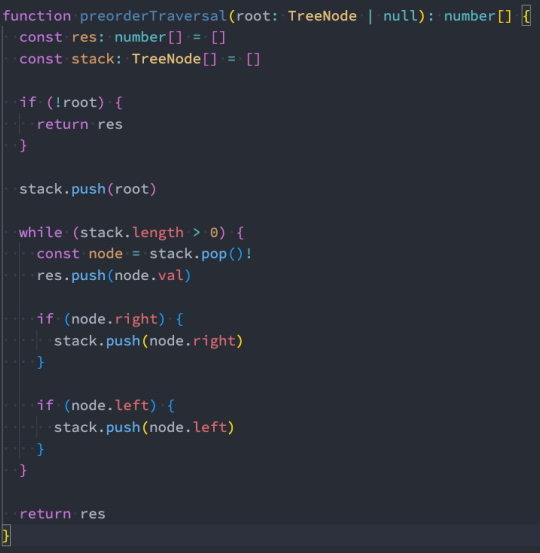 function preorderTraversal(root: TreeNode | null): number[] {
  const res: number[] = []
  const stack: TreeNode[] = []

  if (!root) {
    return res
  }

  stack.push(root)

  while (stack.length > 0) {
    const node = stack.pop()!
    res.push(node.val)

    if (node.right) {
      stack.push(node.right)
    }

    if (node.left) {
      stack.push(node.left)
    }
  }

  return res
}